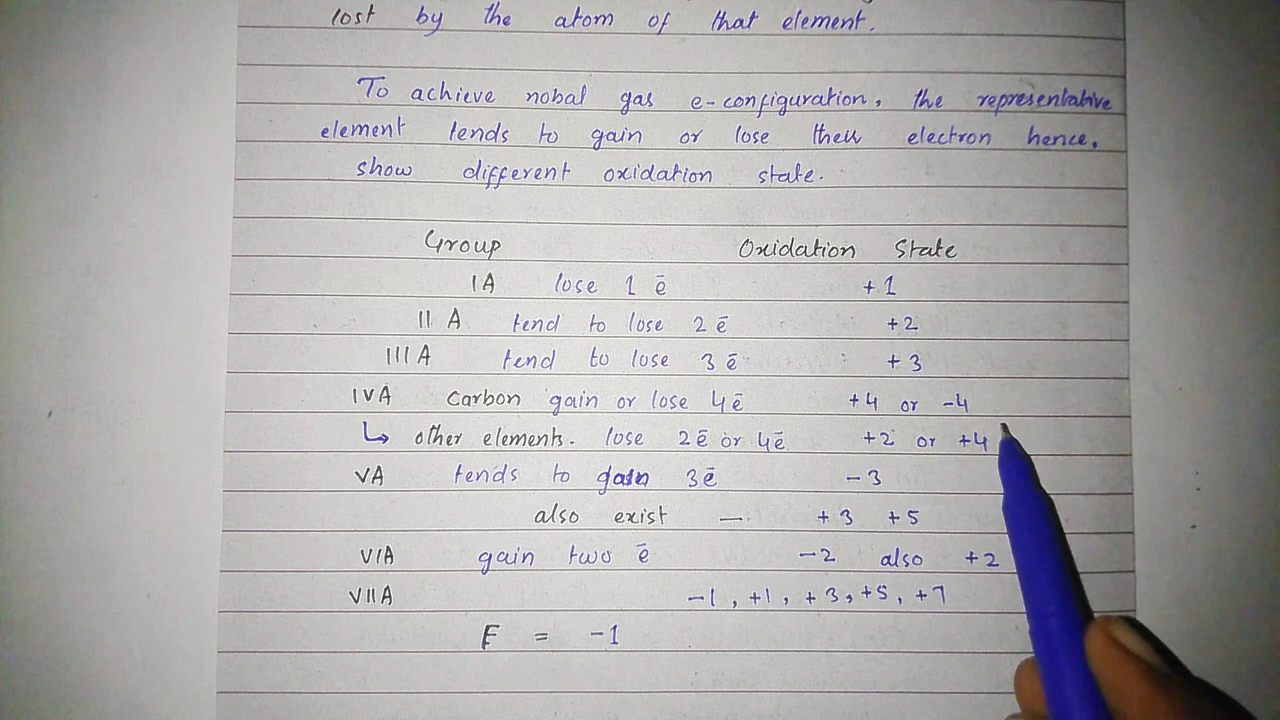 lost by the atom of that element.
To achieve nobal gas e-configuration, the representative
element tends to gain or lose their electron hence,
show different oxidation state.
Group Oxidation State
IA lose 1 ē +1
II A tend to lose 2ē +2
III A tend to lose 3ē +3
IVA Carbon gain or lose 4ē +4 or -4
↳ other elements. lose 2ē or 4ē +2 or +4
VA tends to gain 3ē -3
also exist — +3 +5
VIA gain two ē -2 also +2
VIIA -1, +1, +3, +5, +7
F = -1